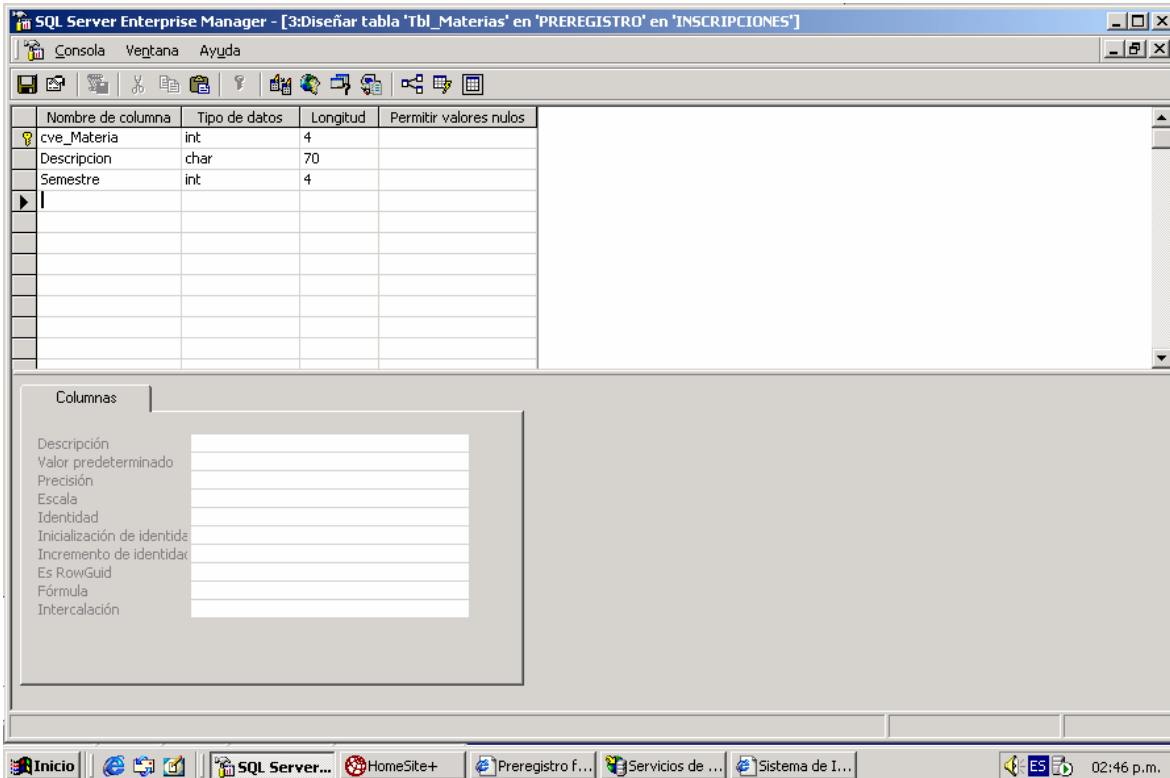 SQL Server Enterprise Manager - [3:Diseñar tabla 'Tbl_Materias' en 'PREREGISTRO' en 'INSCRIPCIONES']
Consola Ventana Ayuda
Nombre de columna Tipo de datos Longitud Permitir valores nulos
cve_Materia int 4
Descripcion char 70
Semestre int 4
Columnas
Descripción
Valor predeterminado
Precisión
Escala
Identidad
Inicialización de identida
Incremento de identidad
Es RowGuid
Fórmula
Intercalación
Inicio SQL Server... HomeSite+ Preregistro f... Servicios de ... Sistema de I... ES 02:46 p.m.